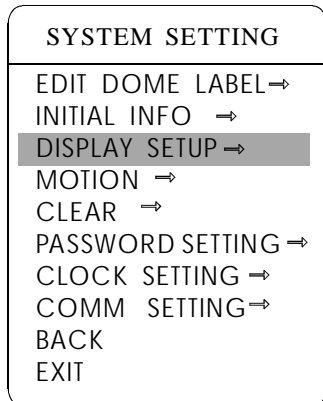 SYSTEM SETTING
EDIT DOME LABEL→
INITIAL INFO →
DISPLAY SETUP→
MOTION →
CLEAR →
PASSWORD SETTING →
CLOCK SETTING →
COMM SETTING→
BACK
EXIT